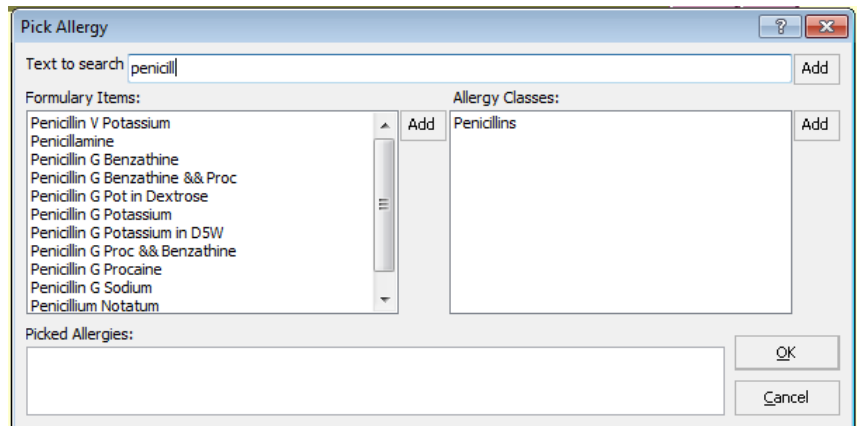 Pick Allergy
?
Text to search penicill Add
Formulary Items:
Allergy Classes:
Penicillin V Potassium
Penicillamine
Penicillin G Benzathine
Penicillin G Benzathine && Proc
Penicillin G Pot in Dextrose
Penicillin G Potassium
Penicillin G Potassium in D5W
Penicillin G Proc && Benzathine
Penicillin G Procaine
Penicillin G Sodium
Penicillium Notatum
Add
Penicillins
Add
Picked Allergies:
OK
Cancel